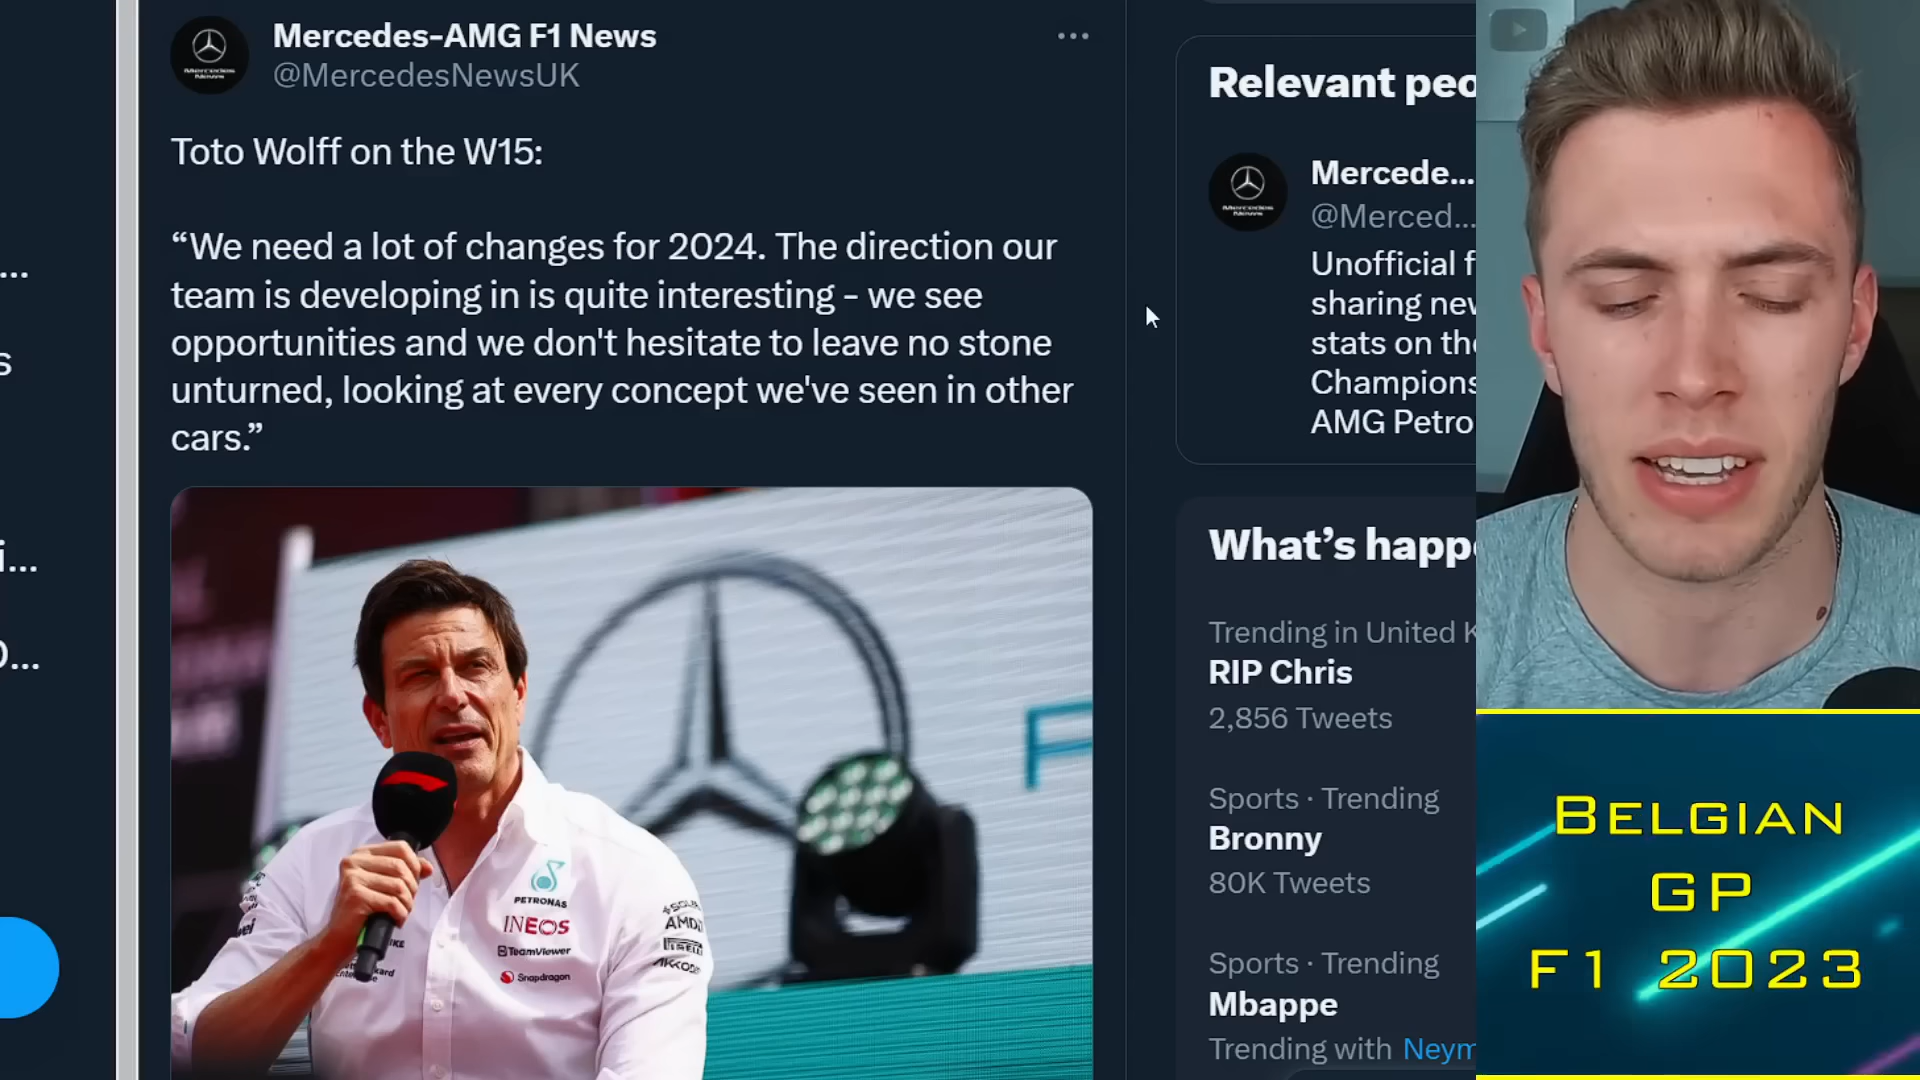 Mercedes-AMG F1 News
@MercedesNewsUK
Toto Wolff on the W15:
“We need a lot of changes for 2024. The direction our
team is developing in is quite interesting - we see
opportunities and we don't hesitate to leave no stone
unturned, looking at every concept we've seen in other
cars.”
PETRONAS
INEOS
TeamViewer
Snapdragon
AMD
AKKODIS
Relevant peo
Mercede...
@Merced...
Unofficial f
sharing new
stats on the
Champions
AMG Petro
What’s happe
Trending in United K
RIP Chris
2,856 Tweets
Sports · Trending
Bronny
80K Tweets
Sports · Trending
Mbappe
Trending with Neym
BELGIAN
GP
F1 2023